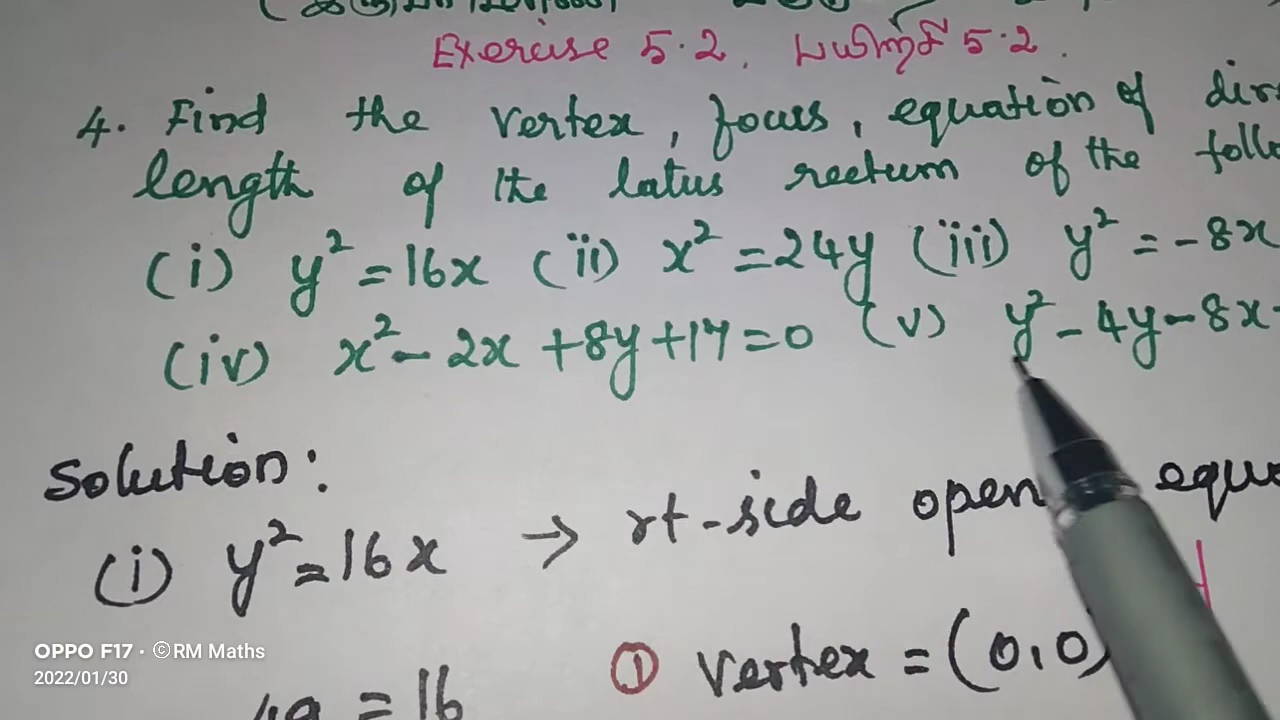 Exercise 5.2. பயிற்சி 5.2.
4. Find the vertex, focus, equation of
length of the latus rectum of the
(i) y² = 16x (ii) x² = 24y (iii) y² = -8x
(iv) x² - 2x + 8y + 17 = 0 (v) y² - 4y - 8x
Solution:
(i) y² = 16x → rt-side open
① vertex = (0,0)
4a = 16
OPPO F17 · ©RM Maths
2022/01/30